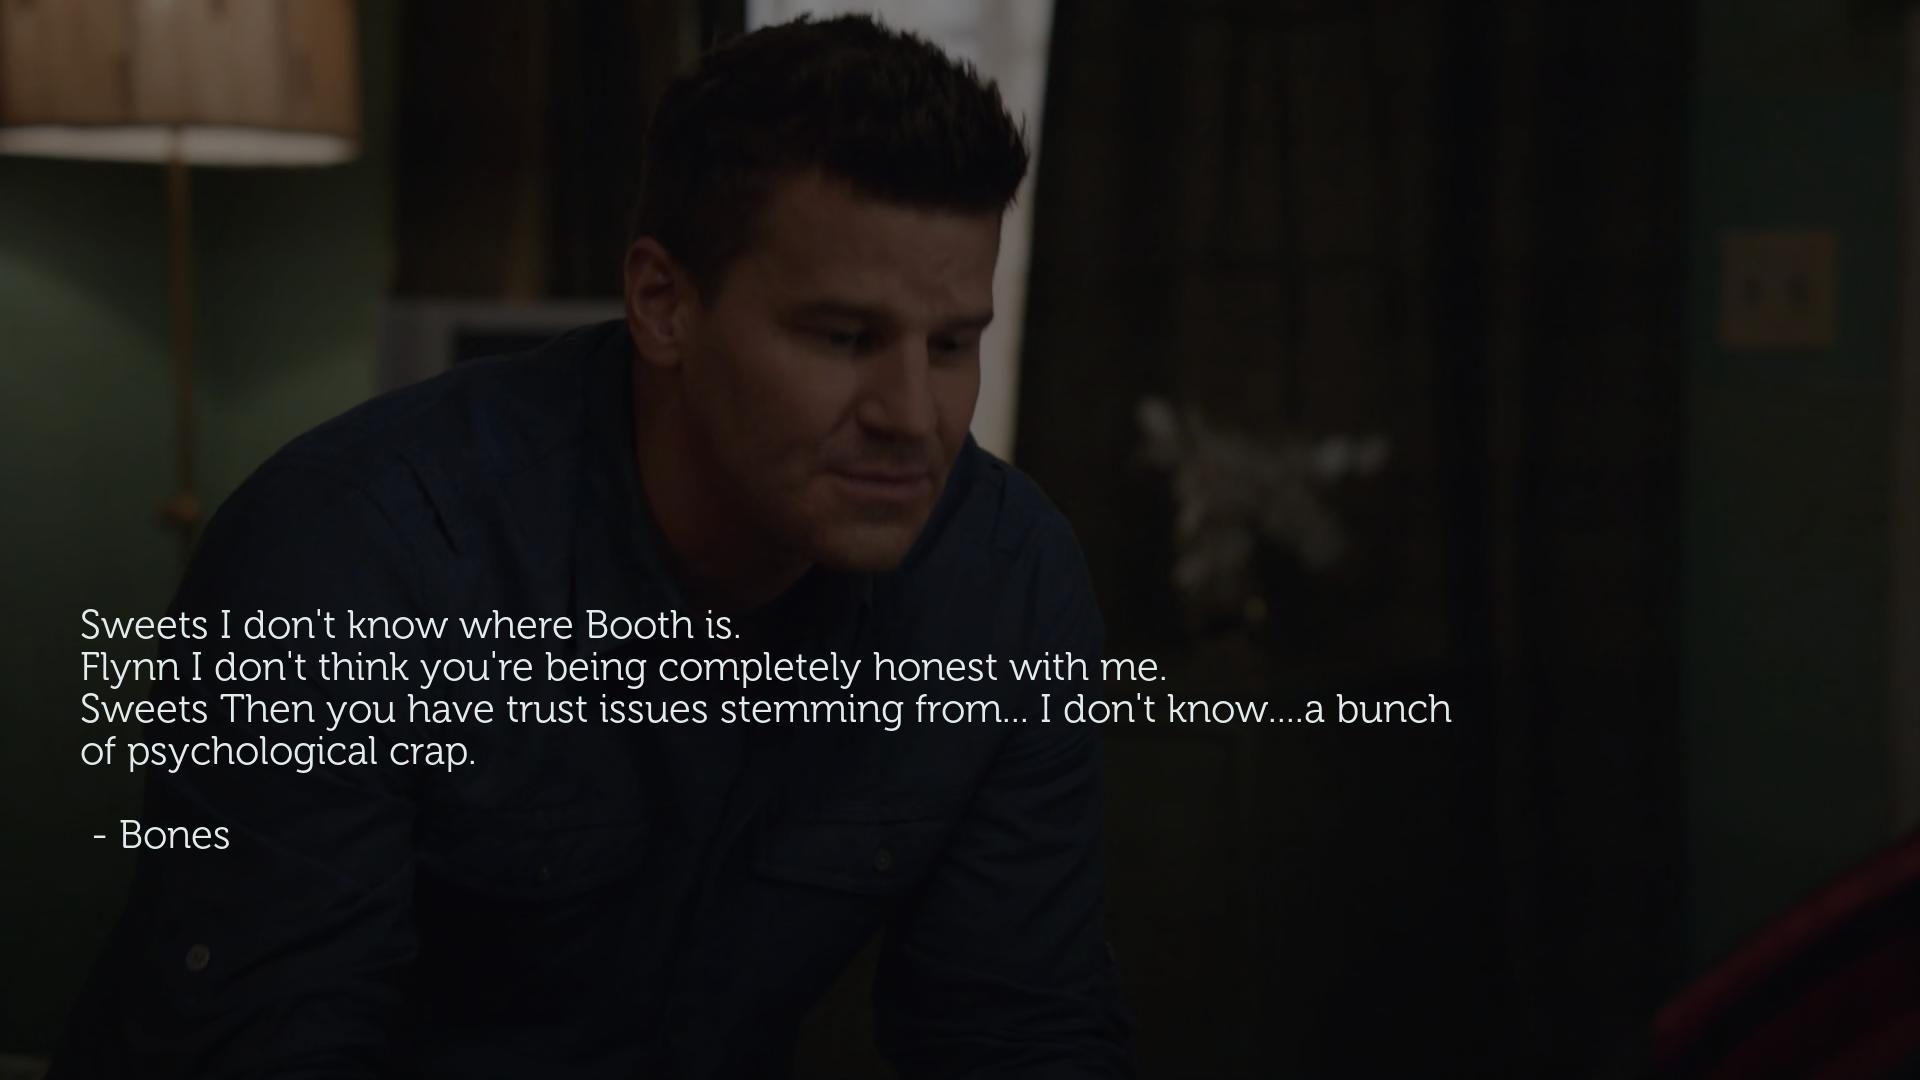 Sweets I don't know where Booth is.
Flynn I don't think you're being completely honest with me.
Sweets Then you have trust issues stemming from... I don't know....a bunch
of psychological crap.
- Bones